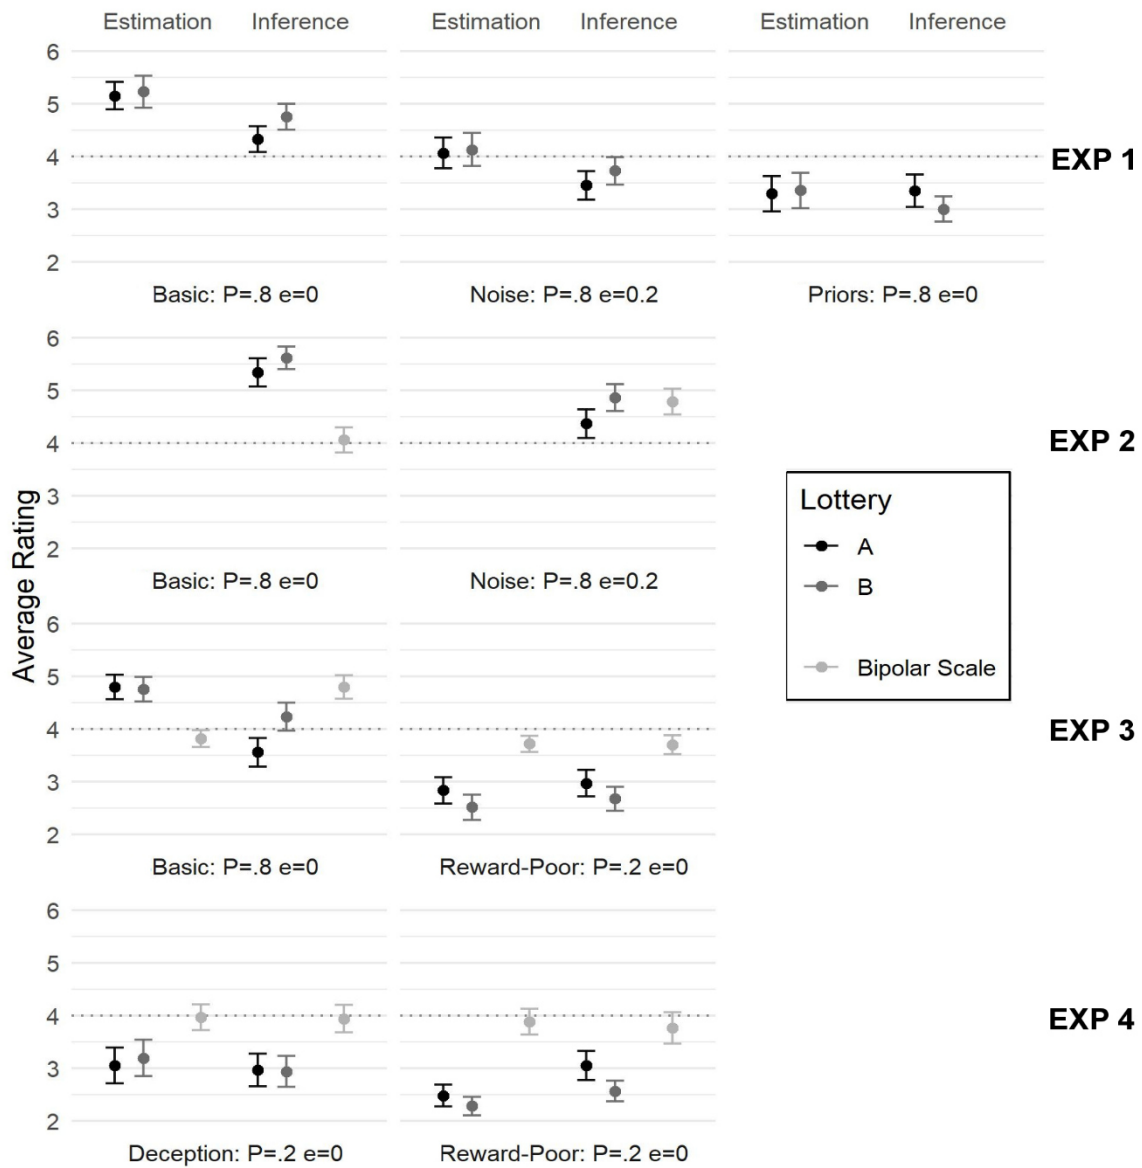 Estimation Inference Estimation Inference Estimation Inference
6
5
4
3
2
EXP 1
Basic: P=.8 e=0 Noise: P=.8 e=0.2 Priors: P=.8 e=0
6
5
4
3
2
EXP 2
Basic: P=.8 e=0 Noise: P=.8 e=0.2
Average Rating
Lottery
A
B
Bipolar Scale
6
5
4
3
2
EXP 3
Basic: P=.8 e=0 Reward-Poor: P=.2 e=0
6
5
4
3
2
EXP 4
Deception: P=.2 e=0 Reward-Poor: P=.2 e=0